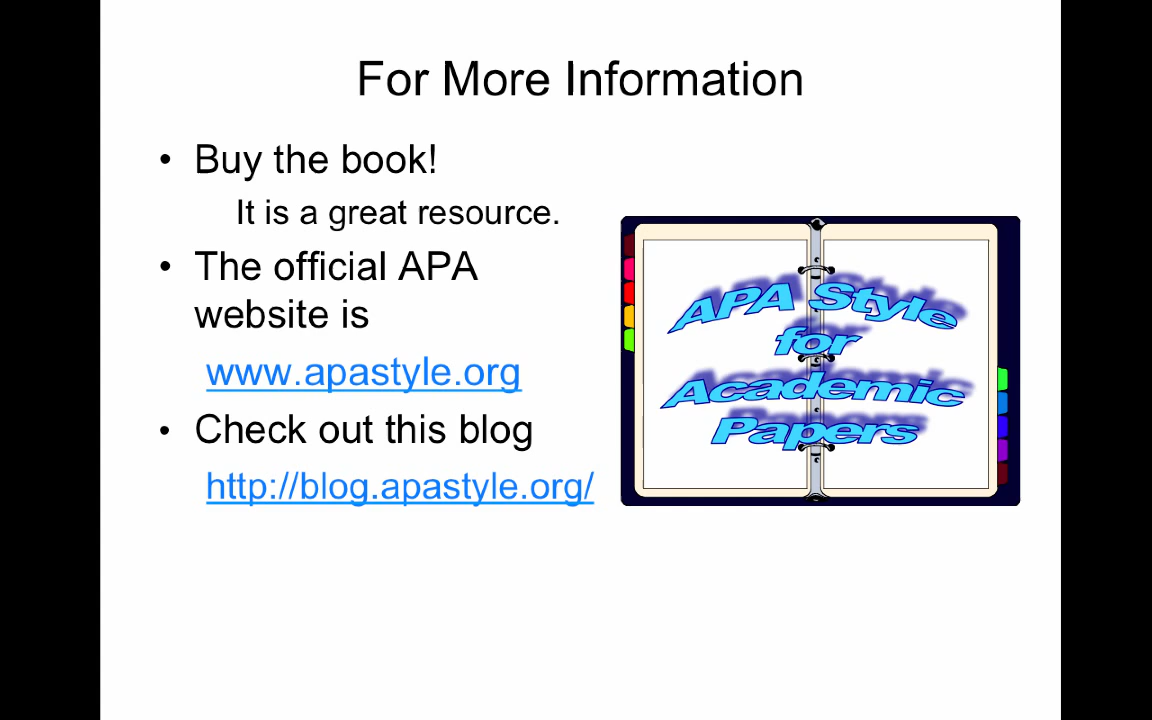 For More Information
• Buy the book!
It is a great resource.
• The official APA
website is
www.apastyle.org
• Check out this blog
http://blog.apastyle.org/
APA Style
for
Academic
Papers